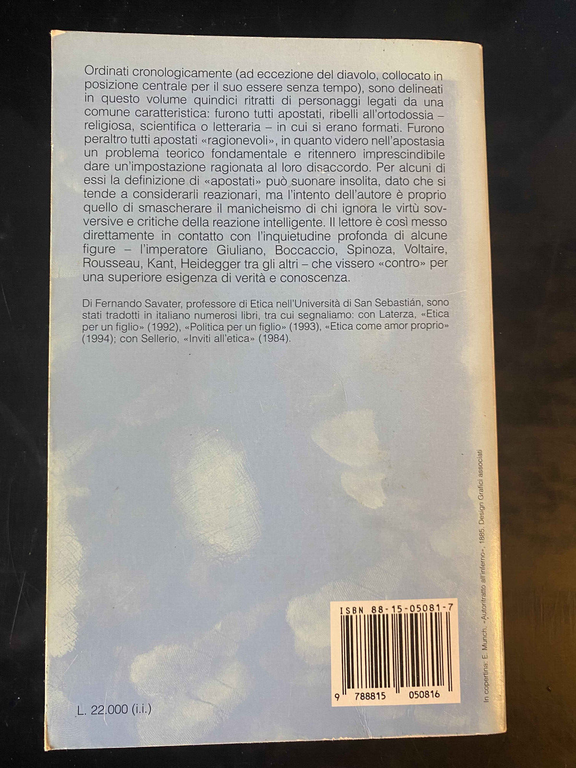 Ordinati cronologicamente (ad eccezione del diavolo, collocato in
posizione centrale per il suo essere senza tempo), sono delineati
in questo volume quindici ritratti di personaggi legati da una
comune caratteristica: furono tutti apostati, ribelli all'ortodossia –
religiosa, scientifica o letteraria – in cui si erano formati. Furono
peraltro tutti apostati «ragionevoli», in quanto videro nell'apostasia
un problema teorico fondamentale e ritennero imprescindibile
dare un'impostazione ragionata al loro disaccordo. Per alcuni di
essi la definizione di «apostati» può suonare insolita, dato che si
tende a considerarli reazionari, ma l'intento dell'autore è proprio
quello di smascherare il manicheismo di chi ignora le virtù sov-
versive e critiche della reazione intelligente. Il lettore è così messo
direttamente in contatto con l'inquietudine profonda di alcune
figure – l'imperatore Giuliano, Boccaccio, Spinoza, Voltaire,
Rousseau, Kant, Heidegger tra gli altri – che vissero «contro» per
una superiore esigenza di verità e conoscenza.
Di Fernando Savater, professore di Etica nell'Università di San Sebastián, sono
stati tradotti in italiano numerosi libri, tra cui segnaliamo: con Laterza, «Etica
per un figlio» (1992), «Politica per un figlio» (1993), «Etica come amor proprio»
(1994); con Sellerio, «Inviti all'etica» (1984).
In copertina: E. Munch, «Autoritratto all'inferno», 1885. Design Grafici associati
ISBN 88-15-05081-7
9 788815 050816
L. 22.000 (i.i.)